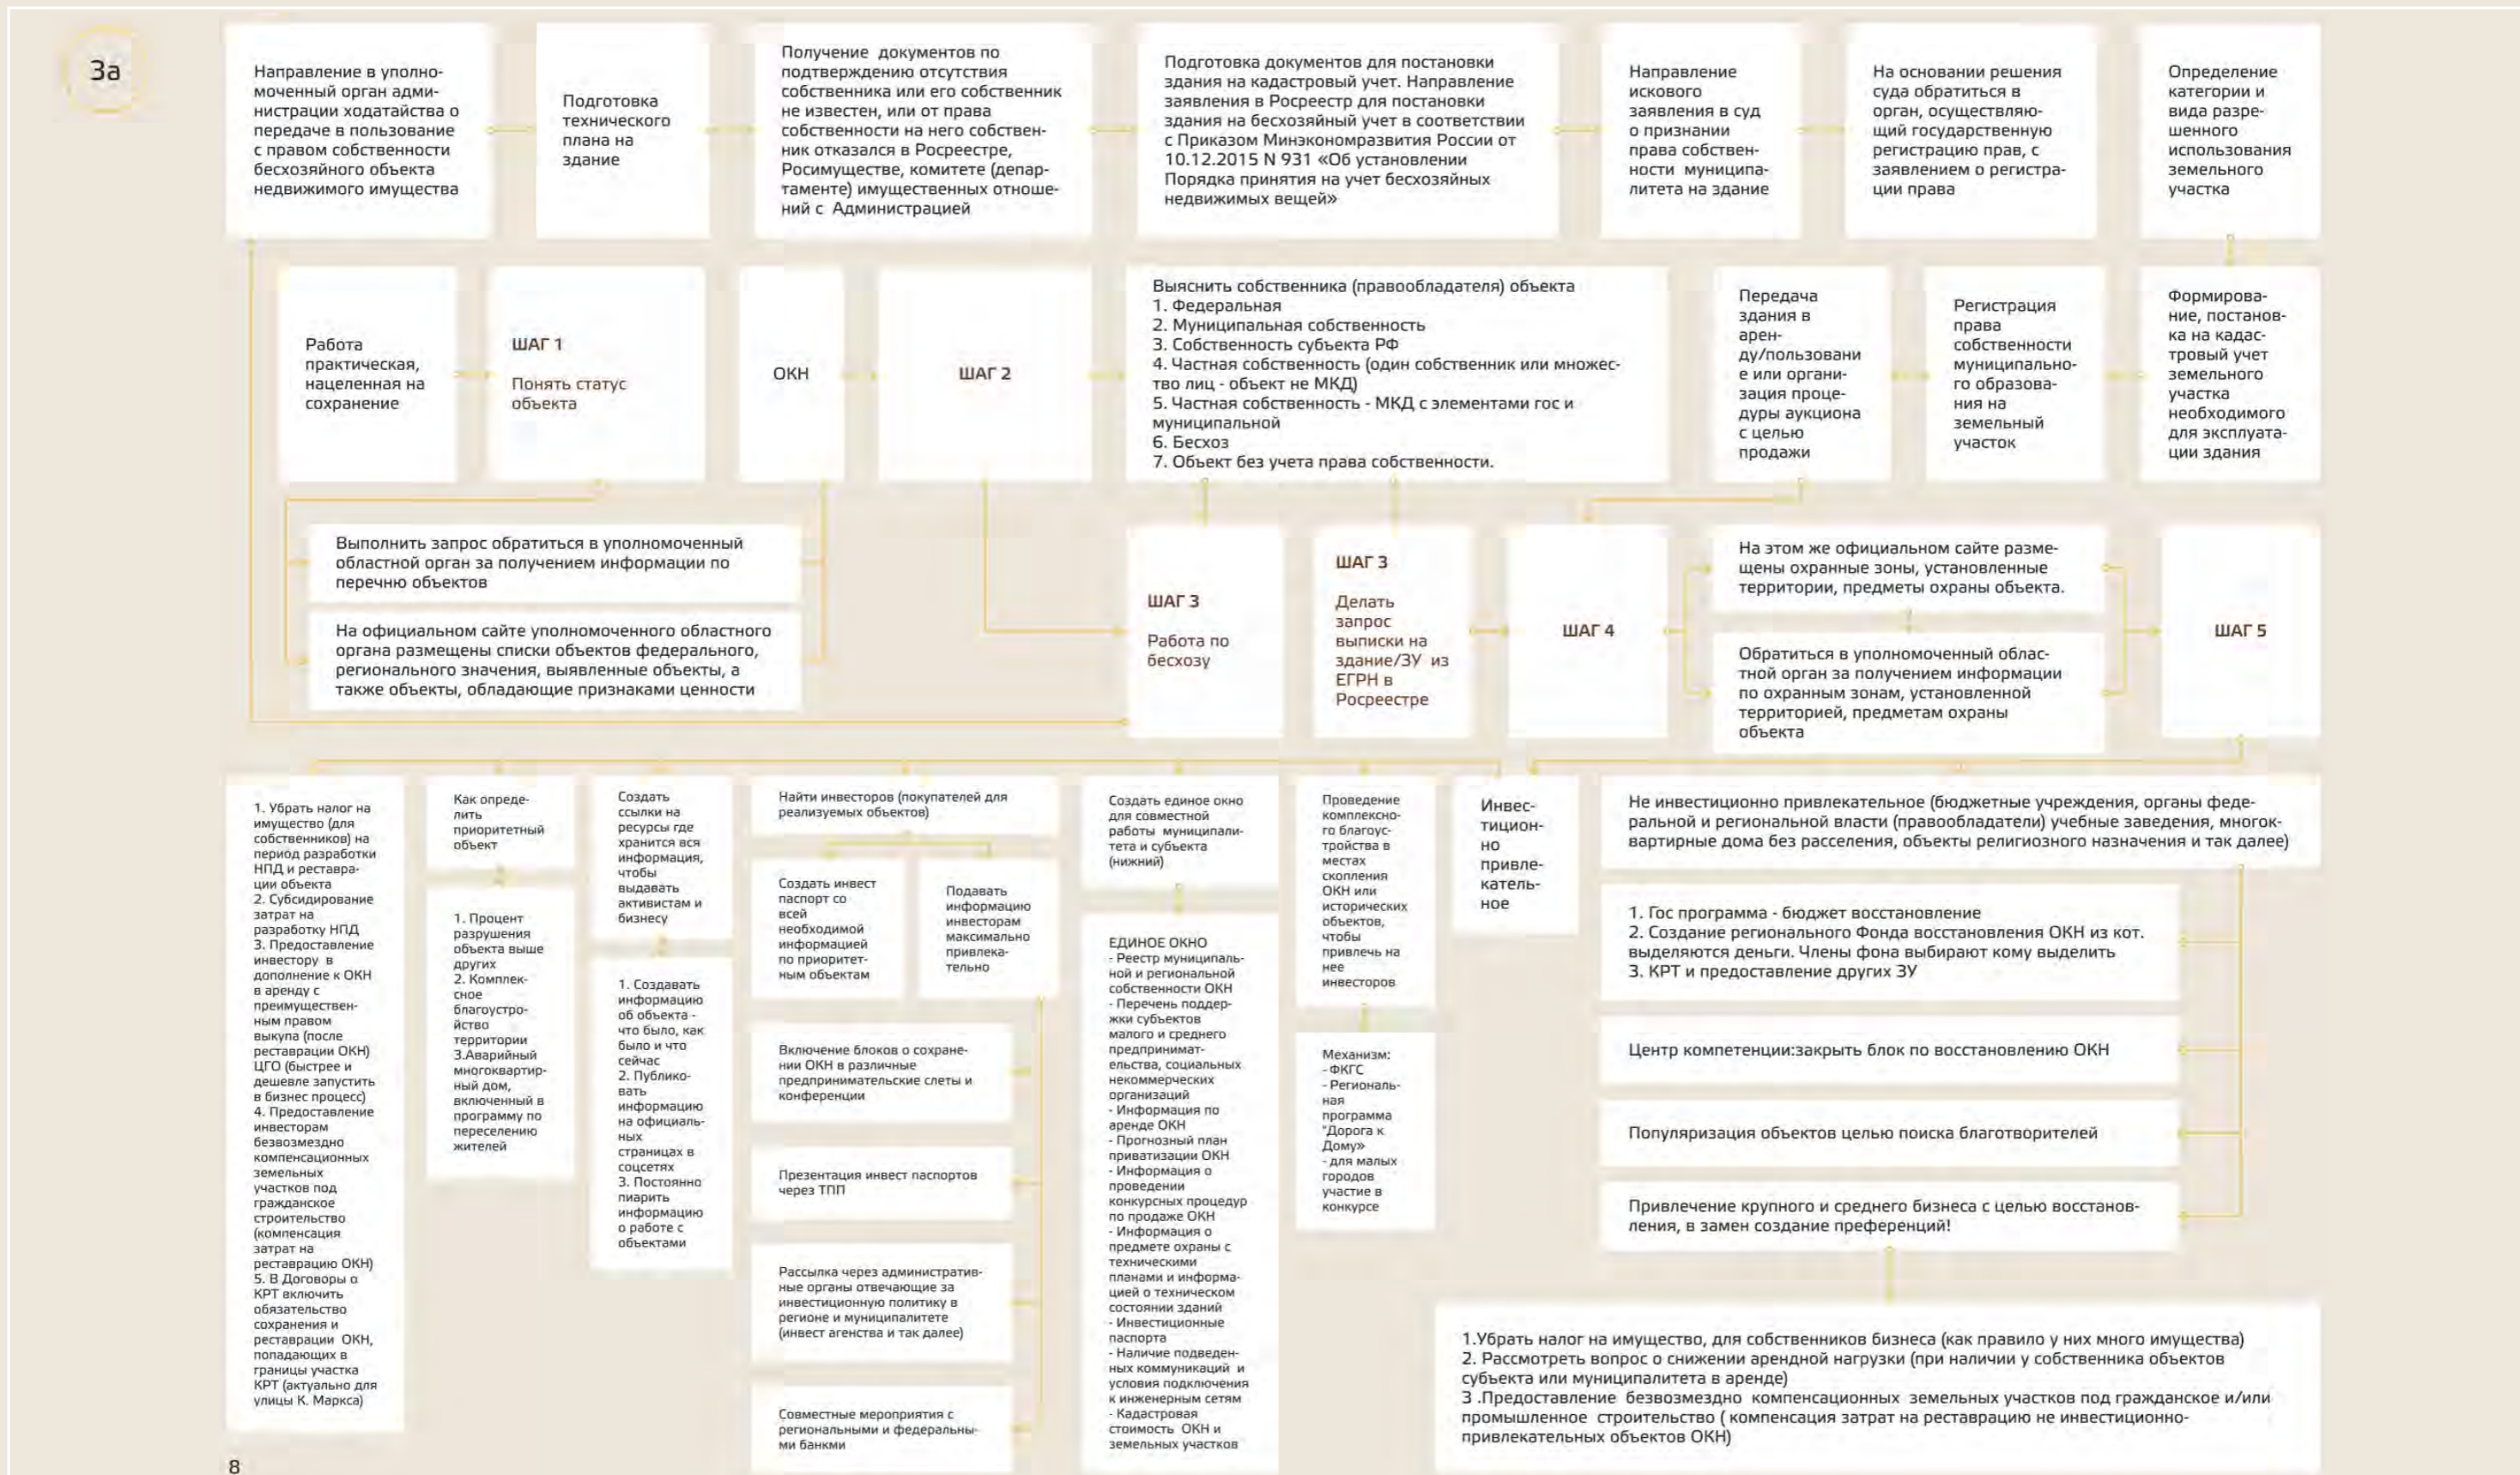 3а
Направление в уполно-
моченный орган адми-
нистрации ходатайства о
передаче в пользование
с правом собственности
бесхозяйного объекта
недвижимого имущества
Подготовка
технического
плана на
здание
Получение документов по
подтверждению отсутствия
собственника или его собственник
не известен, или от права
собственности на него собствен-
ник отказался в Росреестре,
Росимуществе, комитете (депар-
таменте) имущественных отноше-
ний с Администрацией
Подготовка документов для постановки
здания на кадастровый учет. Направление
заявления в Росреестр для постановки
здания на бесхозяйный учет в соответствии
с Приказом Минэкономразвития России от
10.12.2015 N 931 «Об установлении
Порядка принятия на учет бесхозяйных
недвижимых вещей»
Направление
искового
заявления в суд
о признании
права собствен-
ности муниципа-
литета на здание
На основании решения
суда обратиться в
орган, осуществляю-
щий государственную
регистрацию прав, с
заявлением о регистра-
ции права
Определение
категории и
вида разре-
шенного
использования
земельного
участка
Работа
практическая,
нацеленная на
сохранение
ШАГ 1
Понять статус
объекта
ОКН
ШАГ 2
Выяснить собственника (правообладателя) объекта
1. Федеральная
2. Муниципальная собственность
3. Собственность субъекта РФ
4. Частная собственность (один собственник или множес-
тво лиц - объект не МКД)
5. Частная собственность - МКД с элементами гос и
муниципальной
6. Бесхоз
7. Объект без учета права собственности.
Передача
здания в
арен-
ду/пользовани
е или органи-
зация проце-
дуры аукциона
с целью
продажи
Регистрация
права
собственности
муниципально-
го образова-
ния на
земельный
участок
Формирова-
ние, постанов-
ка на кадас-
тровый учет
земельного
участка
необходимого
для эксплуата-
ции здания
Выполнить запрос обратиться в уполномоченный
областной орган за получением информации по
перечню объектов
На официальном сайте уполномоченного областного
органа размещены списки объектов федерального,
регионального значения, выявленные объекты, а
также объекты, обладающие признаками ценности
ШАГ 3
Работа по
бесхозу
ШАГ 3
Делать
запрос
выписки на
здание/ЗУ из
ЕГРН в
Росреестре
ШАГ 4
На этом же официальном сайте разме-
щены охранные зоны, установленные
территории, предметы охраны объекта.
Обратиться в уполномоченный облас-
тной орган за получением информации
по охранным зонам, установленной
территорией, предметам охраны
объекта
ШАГ 5
1. Убрать налог на
имущество (для
собственников) на
период разработки
НПД и реставра-
ции объекта
2. Субсидирование
затрат на
разработку НПД
3. Предоставление
инвестору в
дополнение к ОКН
в аренду с
преимуществен-
ным правом
выкупа (после
реставрации ОКН)
ЦГО (быстрее и
дешевле запустить
в бизнес процесс)
4. Предоставление
инвесторам
безвозмездно
компенсационных
земельных
участков под
гражданское
строительство
(компенсация
затрат на
реставрацию ОКН)
5. В Договоры о
КРТ включить
обязательство
сохранения и
реставрации ОКН,
попадающих в
границы участка
КРТ (актуально для
улицы К. Маркса)
Как опреде-
лить
приоритетный
объект
1. Процент
разрушения
объекта выше
других
2. Комплек-
сное
благоустро-
йство
территории
3.Аварийный
многоквартир-
ный дом,
включенный в
программу по
переселению
жителей
Создать
ссылки на
ресурсы где
хранится вся
информация,
чтобы
выдавать
активистам и
бизнесу
1. Создавать
информацию
об объекта -
что было, как
было и что
сейчас
2. Публико-
вать
информацию
на официаль-
ных
страницах в
соцсетях
3. Постоянно
пиарить
информацию
о работе с
объектами
Найти инвесторов (покупателей для
реализуемых объектов)
Создать инвест
паспорт со
всей
необходимой
информацией
по приоритет-
ным объектам
Подавать
информацию
инвесторам
максимально
привлека-
тельно
Включение блоков о сохране-
нии ОКН в различные
предпринимательские слеты и
конференции
Презентация инвест паспортов
через ТПП
Рассылка через административ-
ные органы отвечающие за
инвестиционную политику в
регионе и муниципалитете
(инвест агенства и так далее)
Совместные мероприятия с
региональными и федеральны-
ми банкми
Создать единое окно
для совместной
работы муниципали-
тета и субъекта
(нижний)
ЕДИНОЕ ОКНО
- Реестр муниципаль-
ной и региональной
собственности ОКН
- Перечень поддер-
жки субъектов
малого и среднего
предпринимат-
ельства, социальных
некоммерческих
организаций
- Информация по
аренде ОКН
- Прогнозный план
приватизации ОКН
- Информация о
проведении
конкурсных процедур
по продаже ОКН
- Информация о
предмете охраны с
техническими
планами и информа-
цией о техническом
состоянии зданий
- Инвестиционные
паспорта
- Наличие подведен-
ных коммуникаций и
условия подключения
к инженерным сетям
- Кадастровая
стоимость ОКН и
земельных участков
Проведение
комплексно-
го благоус-
тройства в
местах
скопления
ОКН или
исторических
объектов,
чтобы
привлечь на
нее
инвесторов
Механизм:
- ФКГС
- Региональ-
ная
программа
"Дорога к
Дому»
- для малых
городов
участие в
конкурсе
Инвес-
тицион-
но
привле-
катель-
ное
Не инвестиционно привлекательное (бюджетные учреждения, органы феде-
ральной и региональной власти (правообладатели) учебные заведения, многок-
вартирные дома без расселения, объекты религиозного назначения и так далее)
1. Гос программа - бюджет восстановление
2. Создание регионального Фонда восстановления ОКН из кот.
выделяются деньги. Члены фона выбирают кому выделить
3. КРТ и предоставление других ЗУ
Центр компетенции:закрыть блок по восстановлению ОКН
Популяризация объектов целью поиска благотворителей
Привлечение крупного и среднего бизнеса с целью восстанов-
ления, в замен создание преференций!
1.Убрать налог на имущество, для собственников бизнеса (как правило у них много имущества)
2. Рассмотреть вопрос о снижении арендной нагрузки (при наличии у собственника объектов
субъекта или муниципалитета в аренде)
3 .Предоставление безвозмездно компенсационных земельных участков под гражданское и/или
промышленное строительство ( компенсация затрат на реставрацию не инвестиционно-
привлекательных объектов ОКН)
8